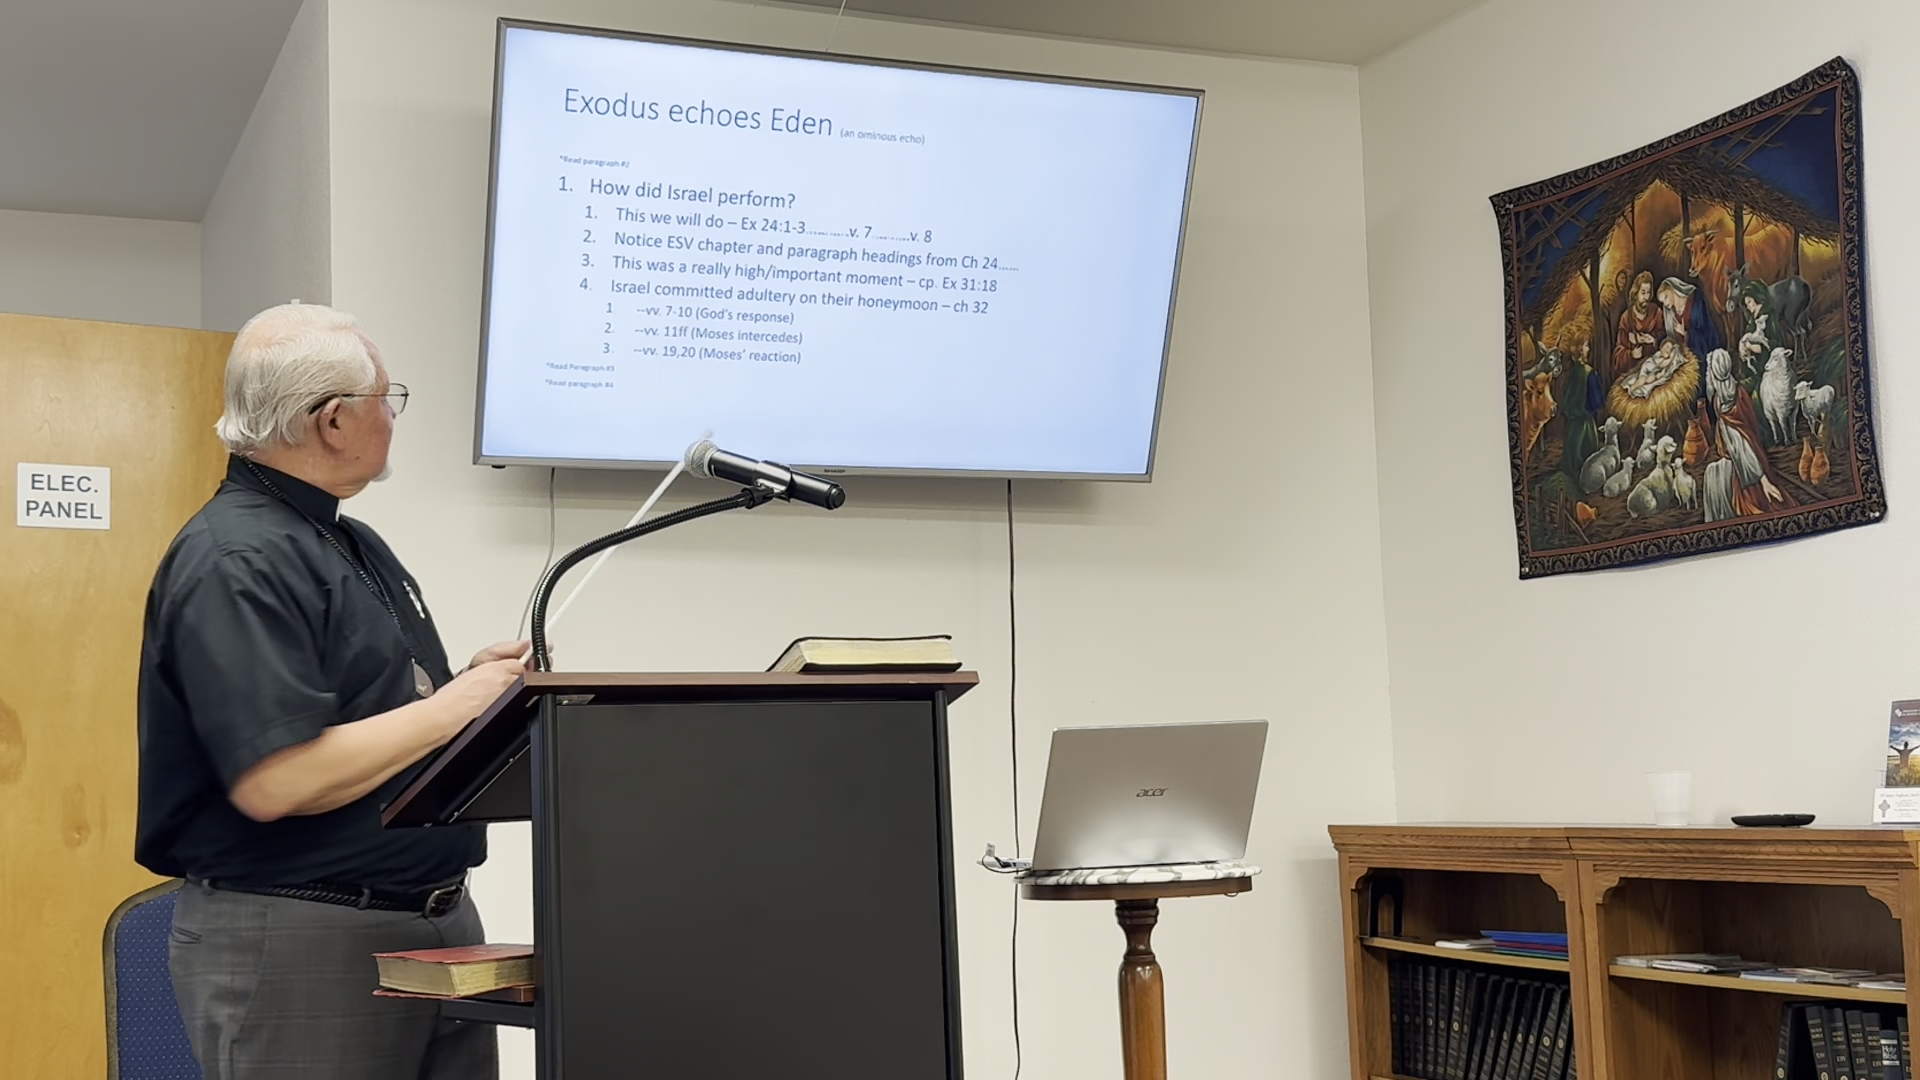 Exodus echoes Eden (an ominous echo)
*Read paragraph #2
1. How did Israel perform?
1. This we will do – Ex 24:1-3...........v. 7...........v. 8
2. Notice ESV chapter and paragraph headings from Ch 24......
3. This was a really high/important moment – cp. Ex 31:18
4. Israel committed adultery on their honeymoon – ch 32
1 --vv. 7-10 (God's response)
2. --vv. 11ff (Moses intercedes)
3. --vv. 19,20 (Moses' reaction)
*Read Paragraph #3
*Read paragraph #4
SHARP
ELEC.
PANEL
acer